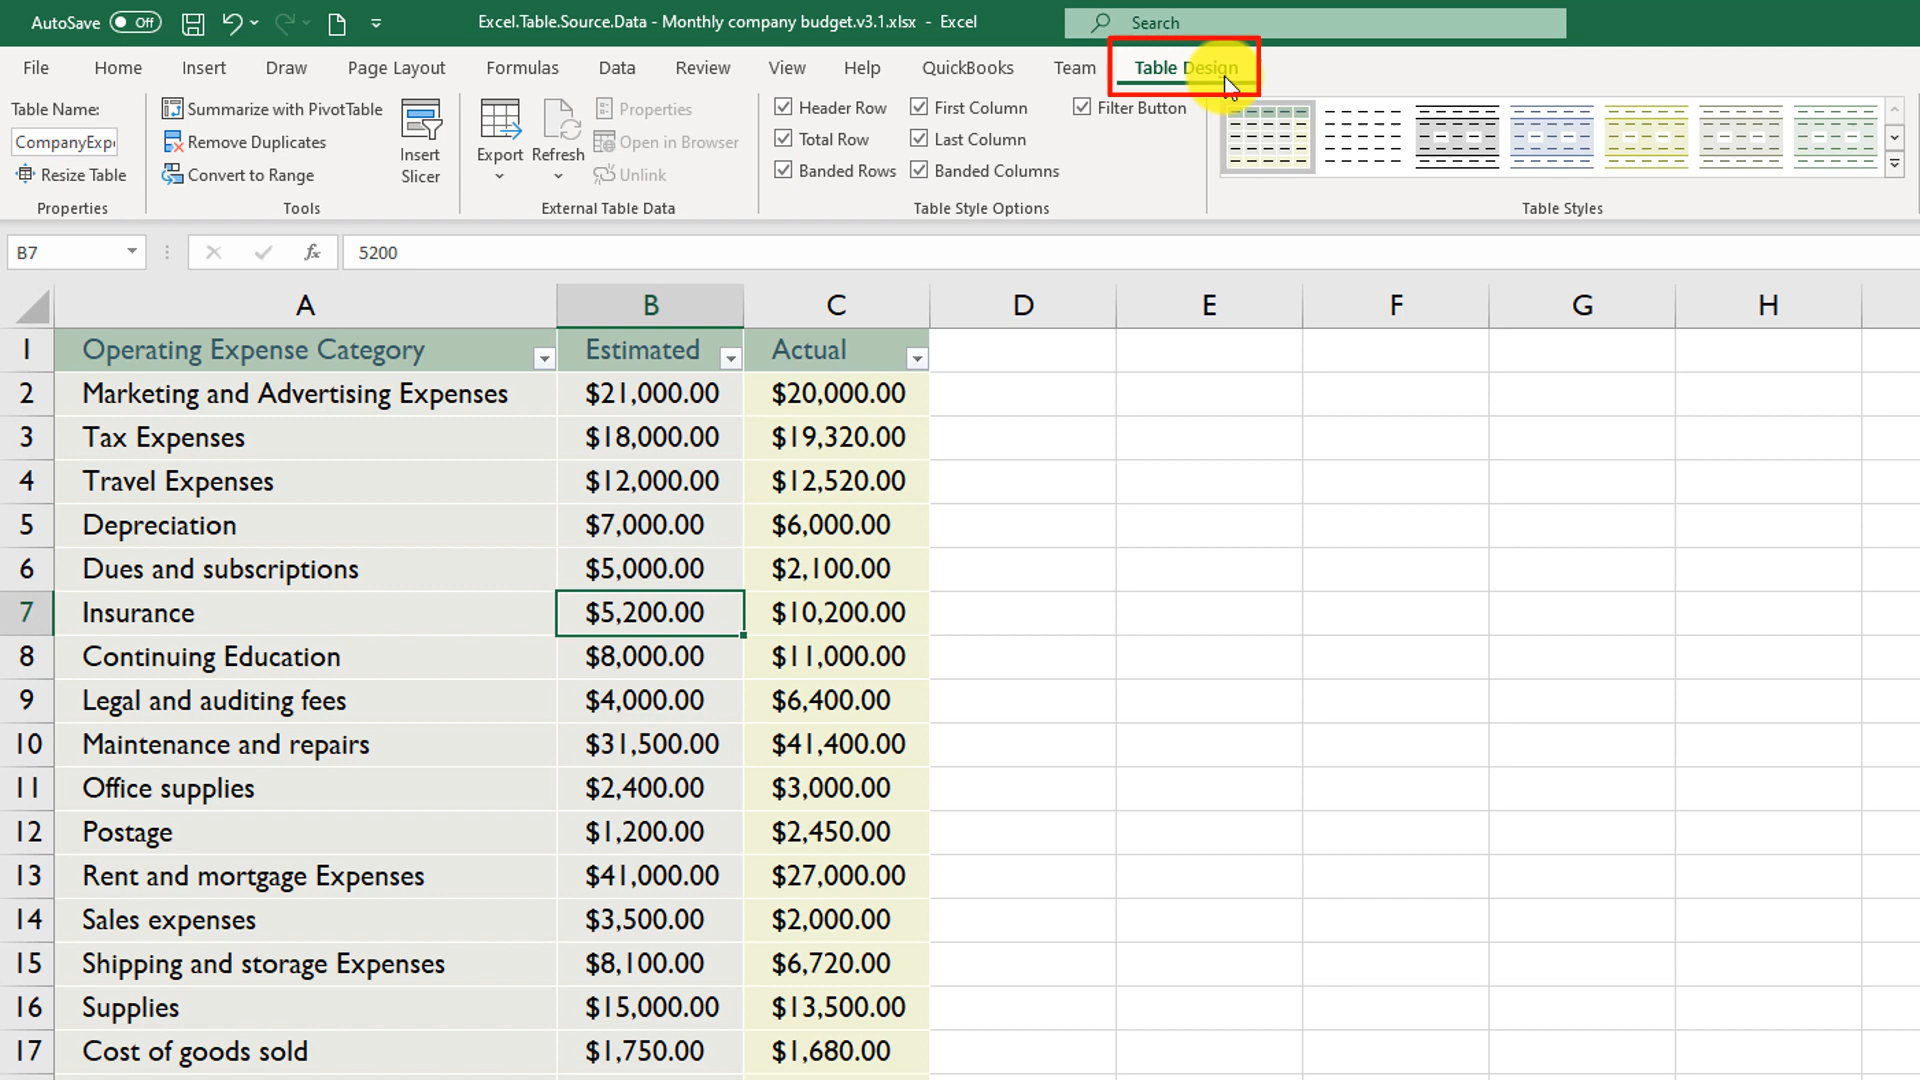 AutoSave Off Excel.Table.Source.Data - Monthly company budget.v3.1.xlsx - Excel Search
File Home Insert Draw Page Layout Formulas Data Review View Help QuickBooks Team Table Design
Table Name:
CompanyExp
Resize Table
Properties
Summarize with PivotTable
Remove Duplicates
Convert to Range
Insert
Slicer
Tools
Export
Refresh
Properties
Open in Browser
Unlink
External Table Data
Header Row First Column Filter Button
Total Row Last Column
Banded Rows Banded Columns
Table Style Options
Table Styles
B7 fx 5200
A B C D E F G H
1 Operating Expense Category Estimated Actual
2 Marketing and Advertising Expenses $21,000.00 $20,000.00
3 Tax Expenses $18,000.00 $19,320.00
4 Travel Expenses $12,000.00 $12,520.00
5 Depreciation $7,000.00 $6,000.00
6 Dues and subscriptions $5,000.00 $2,100.00
7 Insurance $5,200.00 $10,200.00
8 Continuing Education $8,000.00 $11,000.00
9 Legal and auditing fees $4,000.00 $6,400.00
10 Maintenance and repairs $31,500.00 $41,400.00
11 Office supplies $2,400.00 $3,000.00
12 Postage $1,200.00 $2,450.00
13 Rent and mortgage Expenses $41,000.00 $27,000.00
14 Sales expenses $3,500.00 $2,000.00
15 Shipping and storage Expenses $8,100.00 $6,720.00
16 Supplies $15,000.00 $13,500.00
17 Cost of goods sold $1,750.00 $1,680.00